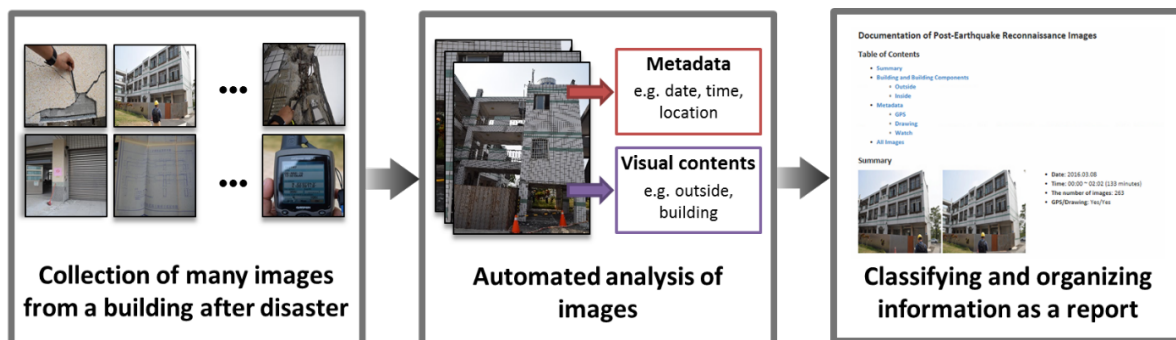 Collection of many images
from a building after disaster
Metadata
e.g. date, time,
location
Visual contents
e.g. outside,
building
Automated analysis of
images
Documentation of Post-Earthquake Reconnaissance Images
Table of Contents
• Summary
• Building and Building Components
• Outside
• Inside
• Metadata
• GPS
• Drawing
• Watch
• All Images
Summary
• Date: 2016.03.08
• Time: 00:00 ~ 02:02 (133 minutes)
• The number of images: 263
• GPS/Drawing: Yes/Yes
Classifying and organizing
information as a report